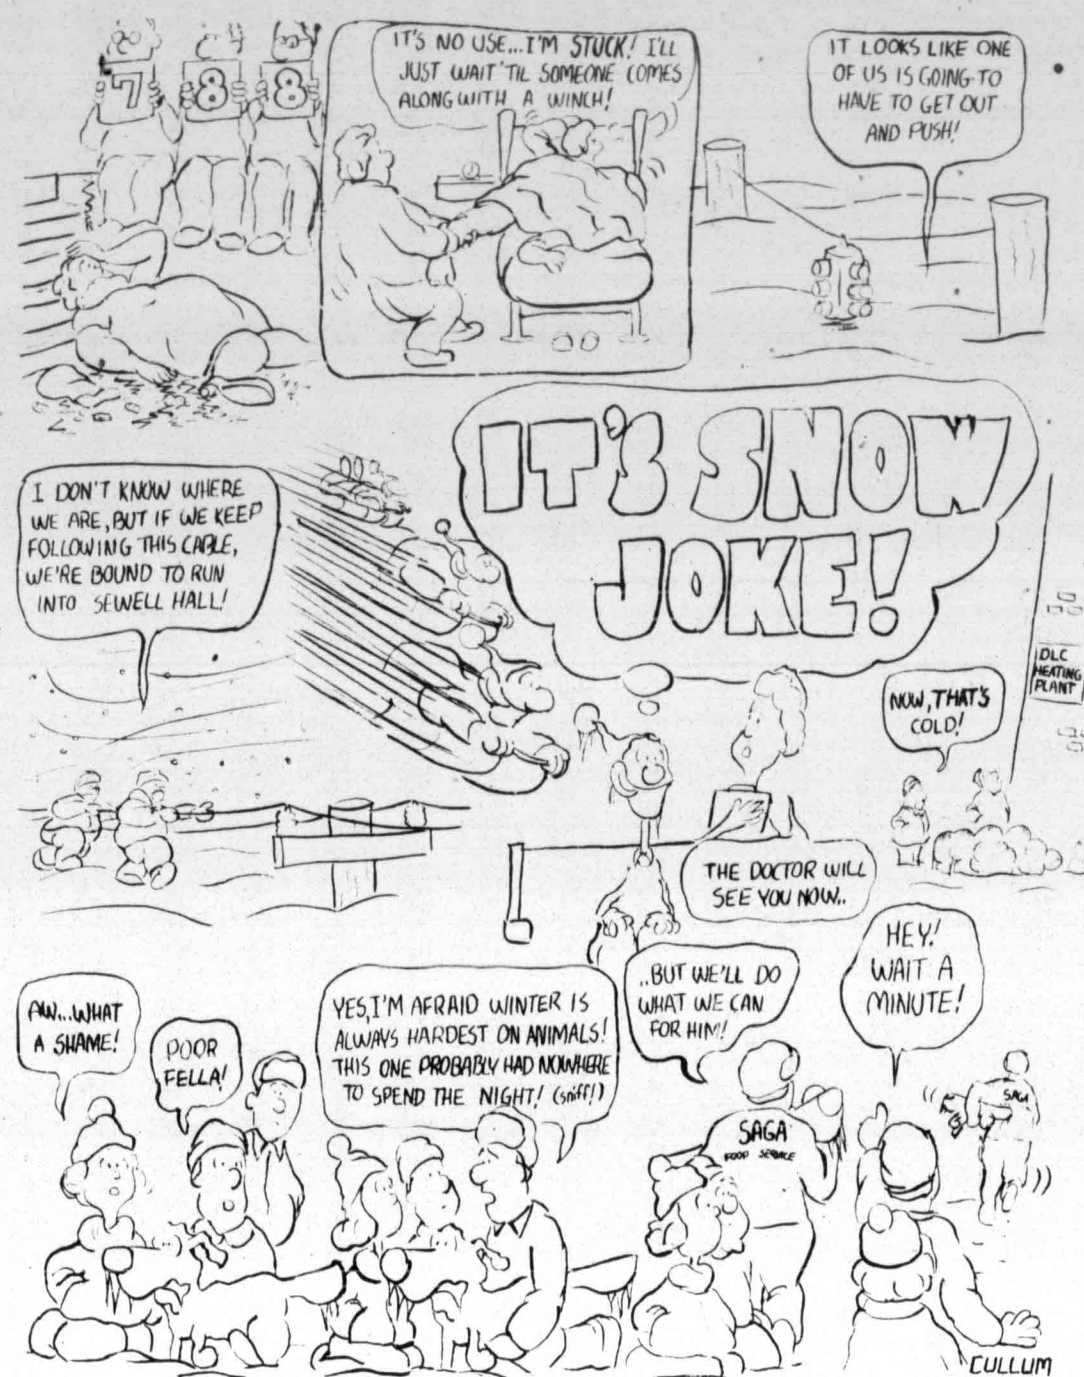 7 8 8
IT'S NO USE...I'M STUCK! I'LL
JUST WAIT 'TIL SOMEONE COMES
ALONG WITH A WINCH!
IT LOOKS LIKE ONE
OF US IS GOING TO
HAVE TO GET OUT
AND PUSH!
IT'S SNOW
JOKE!
I DON'T KNOW WHERE
WE ARE, BUT IF WE KEEP
FOLLOWING THIS CABLE,
WE'RE BOUND TO RUN
INTO SEWELL HALL!
DLC
HEATING
PLANT
NOW, THAT'S
COLD!
THE DOCTOR WILL
SEE YOU NOW..
AW...WHAT
A SHAME!
POOR
FELLA!
YES, I'M AFRAID WINTER IS
ALWAYS HARDEST ON ANIMALS!
THIS ONE PROBABLY HAD NOWHERE
TO SPEND THE NIGHT! (sniff!)
..BUT WE'LL DO
WHAT WE CAN
FOR HIM!
SAGA
FOOD SERVICE
HEY!
WAIT A
MINUTE!
SAGA
CULLUM